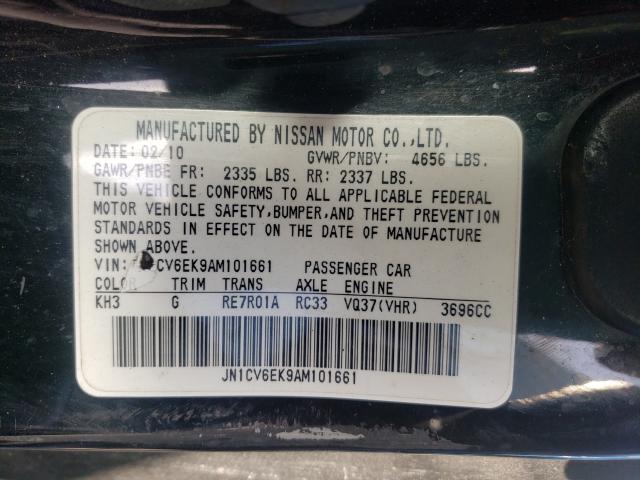 MANUFACTURED BY NISSAN MOTOR CO.,LTD.
DATE: 02/10 GVWR/PNBV: 4656 LBS.
GAWR/PNBE FR: 2335 LBS. RR: 2337 LBS.
THIS VEHICLE CONFORMS TO ALL APPLICABLE FEDERAL
MOTOR VEHICLE SAFETY,BUMPER,AND THEFT PREVENTION
STANDARDS IN EFFECT ON THE DATE OF MANUFACTURE
SHOWN ABOVE.
VIN: CV6EK9AM101661 PASSENGER CAR
COLOR TRIM TRANS AXLE ENGINE
KH3 G RE7R01A RC33 VQ37(VHR) 3696CC
JN1CV6EK9AM101661